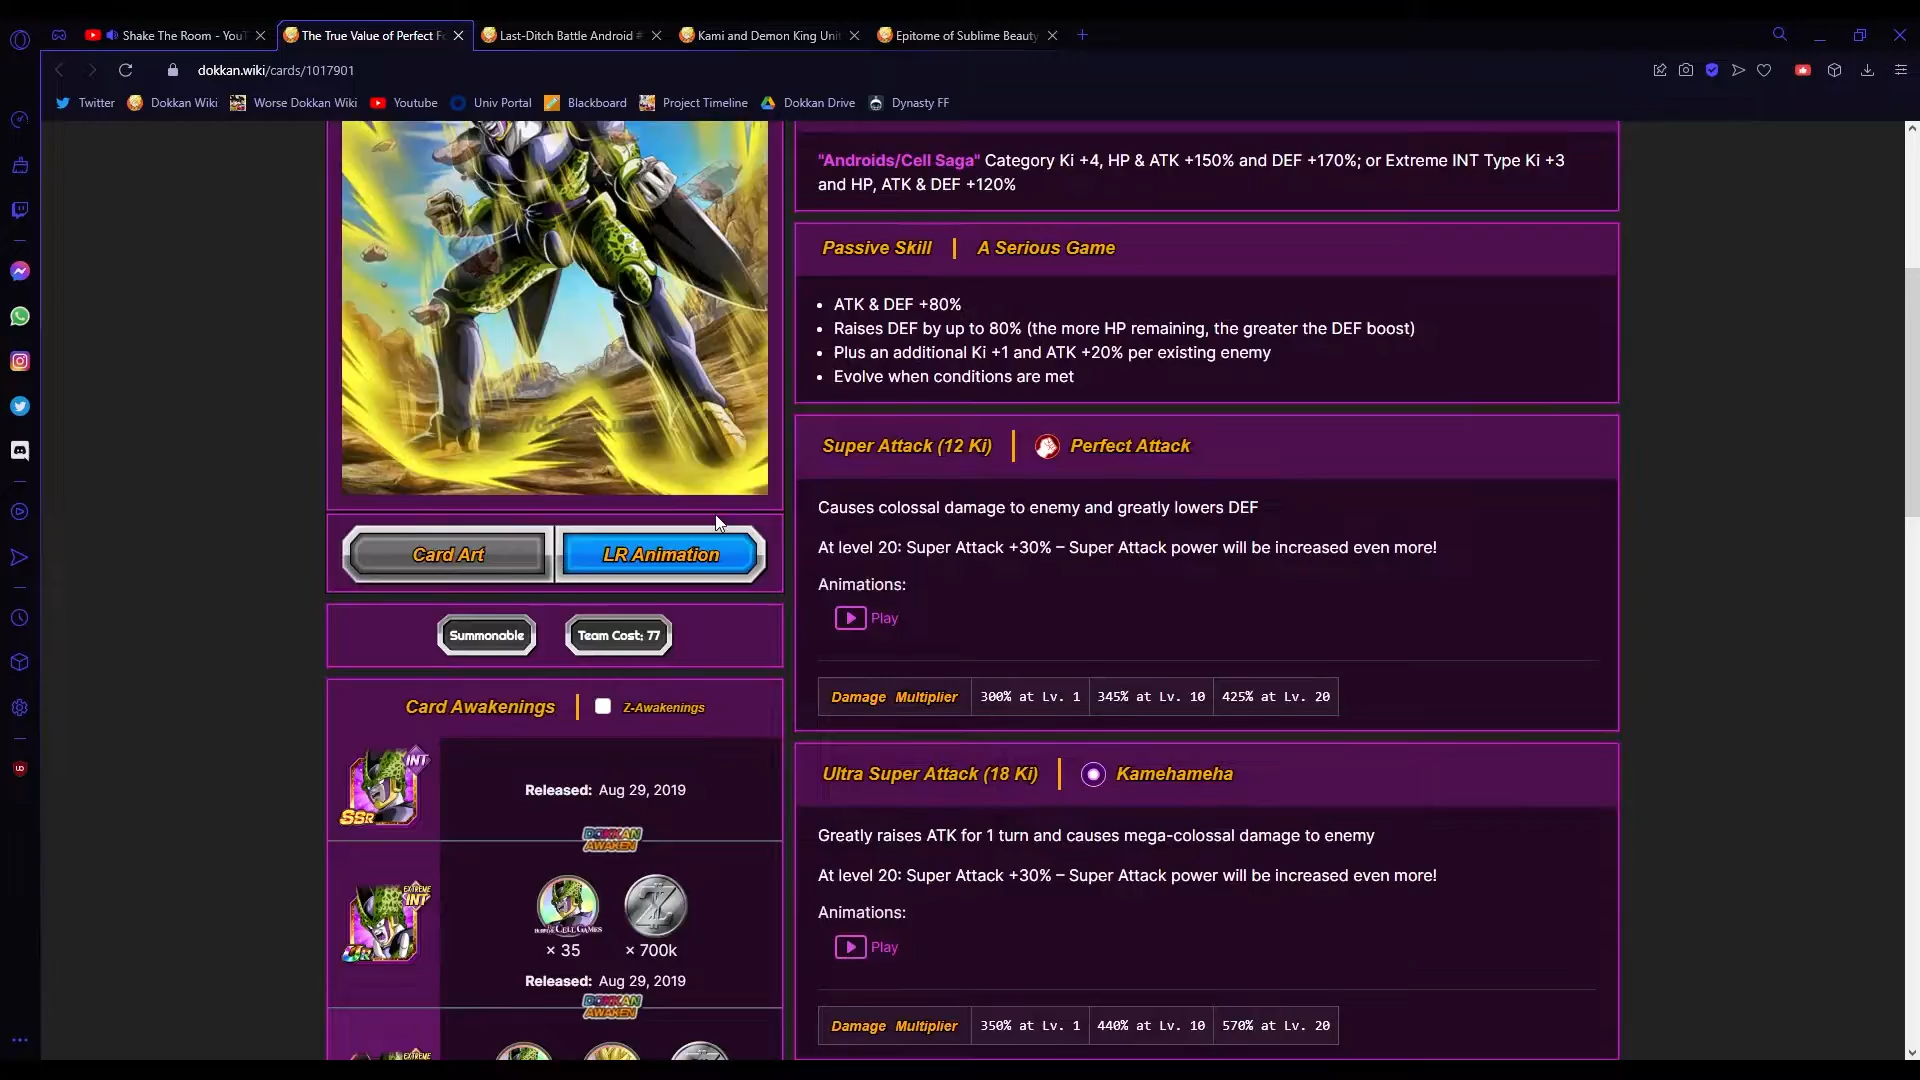 Shake The Room - YouT
The True Value of Perfect Fo
Last-Ditch Battle Android #
Kami and Demon King Unit
Epitome of Sublime Beauty
dokkan.wiki/cards/1017901
Twitter
Dokkan Wiki
Worse Dokkan Wiki
Youtube
Univ Portal
Blackboard
Project Timeline
Dokkan Drive
Dynasty FF
"Androids/Cell Saga" Category Ki +4, HP & ATK +150% and DEF +170%; or Extreme INT Type Ki +3
and HP, ATK & DEF +120%
Passive Skill
A Serious Game
• ATK & DEF +80%
• Raises DEF by up to 80% (the more HP remaining, the greater the DEF boost)
• Plus an additional Ki +1 and ATK +20% per existing enemy
• Evolve when conditions are met
Super Attack (12 Ki)
Perfect Attack
Causes colossal damage to enemy and greatly lowers DEF
At level 20: Super Attack +30% – Super Attack power will be increased even more!
Animations:
Play
Damage Multiplier
300% at Lv. 1
345% at Lv. 10
425% at Lv. 20
Ultra Super Attack (18 Ki)
Kamehameha
Greatly raises ATK for 1 turn and causes mega-colossal damage to enemy
At level 20: Super Attack +30% – Super Attack power will be increased even more!
Animations:
Play
Damage Multiplier
350% at Lv. 1
440% at Lv. 10
570% at Lv. 20
Card Art
LR Animation
Summonable
Team Cost: 77
Card Awakenings
Z-Awakenings
INT
SSR
Released: Aug 29, 2019
DOKKAN
AWAKEN
EXTREME
INT
UR
× 35
× 700k
Released: Aug 29, 2019
DOKKAN
AWAKEN
EXTREME